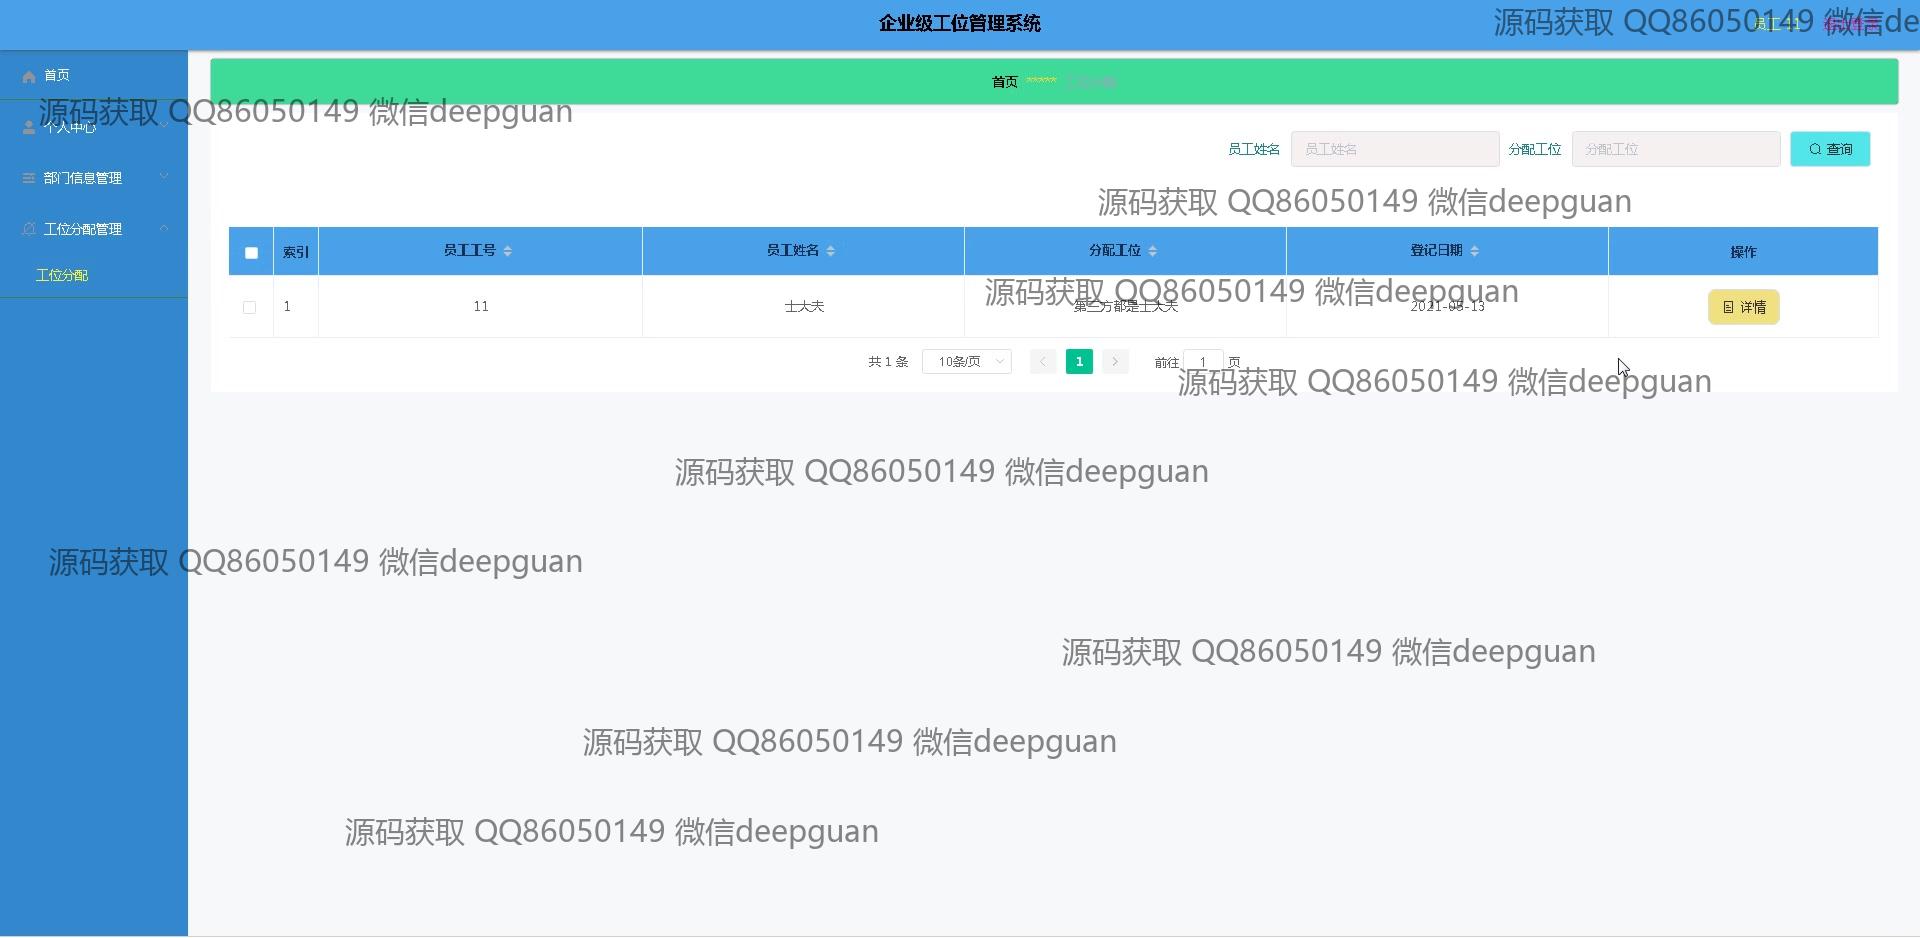 企业级工位管理系统
源码获取 QQ86050149 微信de
员工 11
首页
首页 *****
源码获取 QQ86050149 微信deepguan
个人中心
员工姓名 员工姓名 分配工位 分配工位 查询
部门信息管理
源码获取 QQ86050149 微信deepguan
工位分配管理
索引 员工工号 员工姓名 分配工位 登记日期 操作
工位分配
源码获取 QQ86050149 微信deepguan
1 11 士大夫 第三方都是士大夫 2021-05-13 详情
共 1 条 10条/页 1 前往 1 页
源码获取 QQ86050149 微信deepguan
源码获取 QQ86050149 微信deepguan
源码获取 QQ86050149 微信deepguan
源码获取 QQ86050149 微信deepguan
源码获取 QQ86050149 微信deepguan
源码获取 QQ86050149 微信deepguan